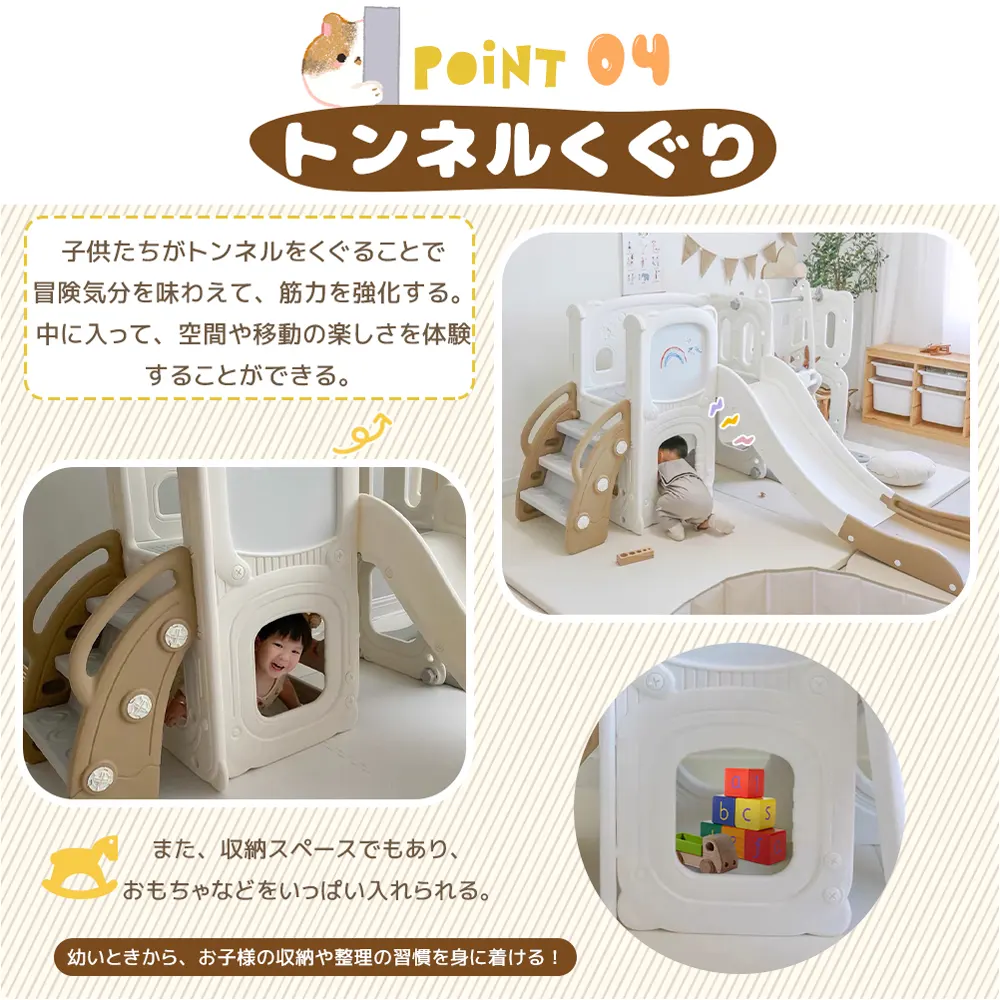 POiNT 04
トンネルくぐり
子供たちがトンネルをくぐることで
冒険気分を味わえて、筋力を強化する。
中に入って、空間や移動の楽しさを体験
することができる。
b c s
また、収納スペースでもあり、
おもちゃなどをいっぱい入れられる。
幼いときから、お子様の収納や整理の習慣を身に着ける！